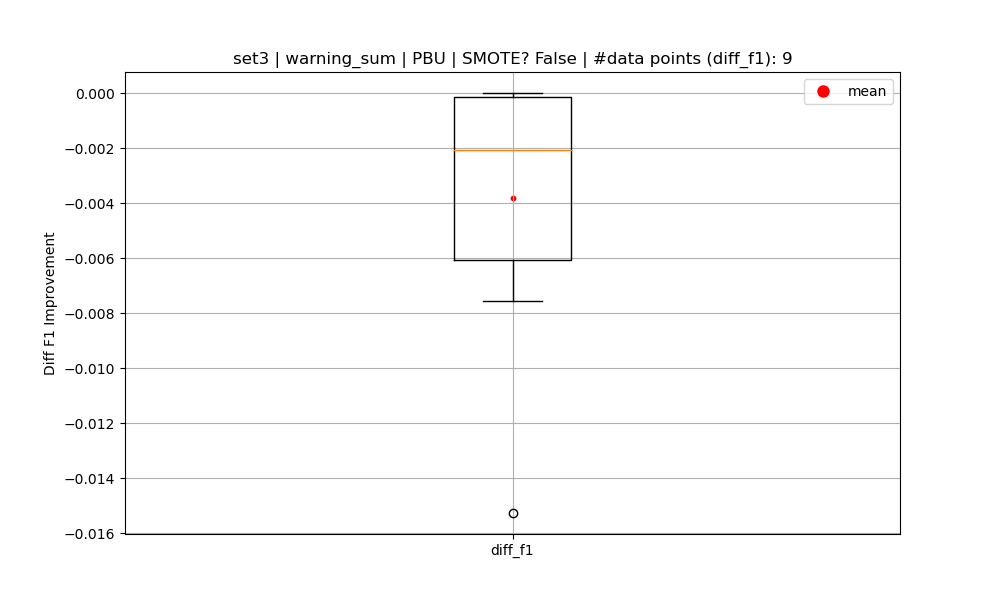 set3 | warning_sum | PBU | SMOTE? False | #data points (diff_f1): 9
mean
0.000
−0.002
−0.004
−0.006
−0.008
−0.010
−0.012
−0.014
−0.016
Diff F1 Improvement
diff_f1